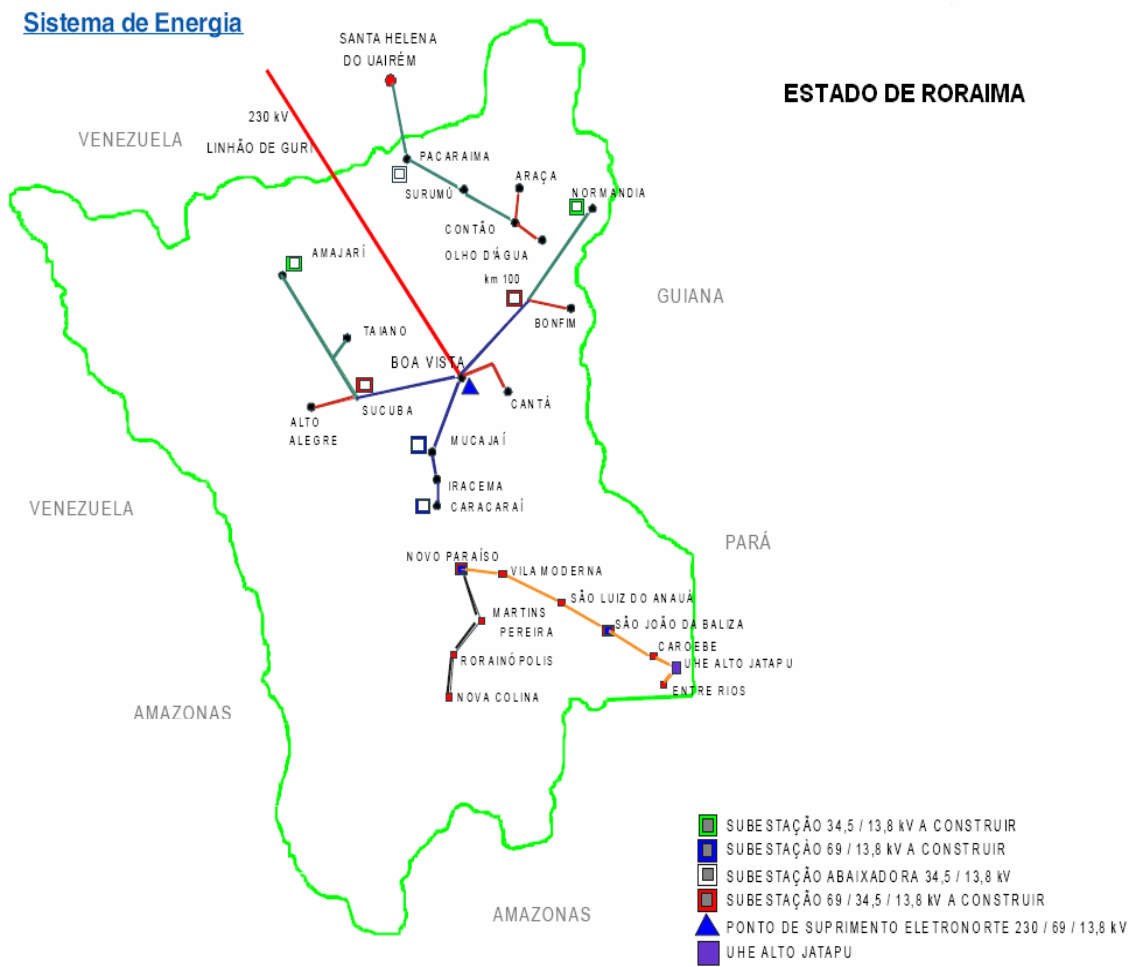 Sistema de Energia
SANTA HELENA
DO UAIRÉM
ESTADO DE RORAIMA
230 kV
VENEZUELA
LINHÃO DE GURI
PACARAIMA
ARAÇA
SURUMÚ
NORMANDIA
CONTÃO
OLHO D'ÁGUA
AMAJARÍ
km 100
GUIANA
BONFIM
TAIANO
BOA VISTA
CANTÁ
SUCUBA
ALTO
ALEGRE
MUCAJAÍ
IRACEMA
CARACARAÍ
VENEZUELA
PARÁ
NOVO PARAÍSO
VILA MODERNA
SÃO LUIZ DO ANAUÁ
MARTINS
PEREIRA
SÃO JOÃO DA BALIZA
CAROEBE
RORAINÓPOLIS
UHE ALTO JATAPU
ENTRE RIOS
NOVA COLINA
AMAZONAS
SUBESTAÇÃO 34,5 / 13,8 kV A CONSTRUIR
SUBESTAÇÀO 69 / 13,8 kV A CONSTRUIR
SUBESTAÇÃO ABAIXADORA 34,5 / 13,8 kV
SUBESTAÇÃO 69 / 34,5 / 13,8 kV A CONSTRUIR
AMAZONAS
PONTO DE SUPRIMENTO ELETRONORTE 230 / 69 / 13,8 kV
UHE ALTO JATAPU